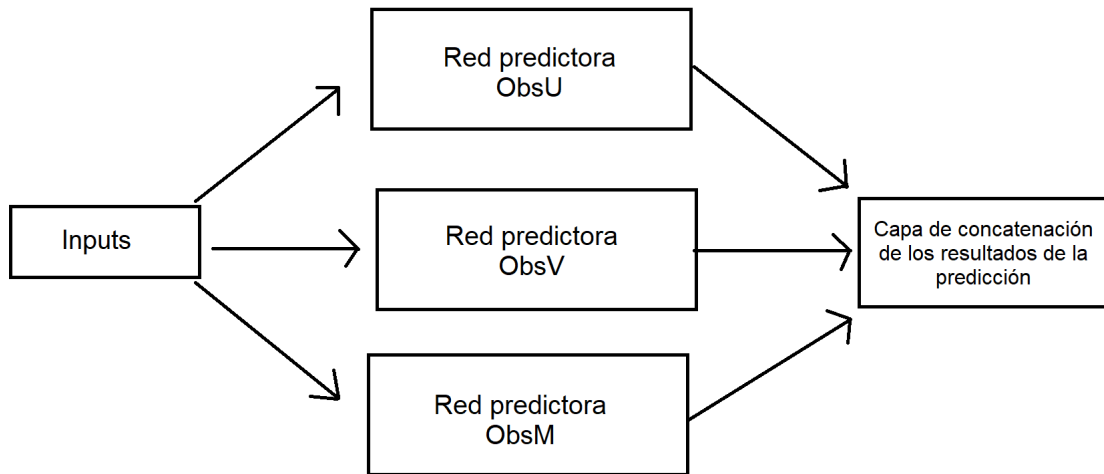 Red predictora
ObsU
Inputs
Red predictora
ObsV
Capa de concatenación
de los resultados de la
predicción
Red predictora
ObsM